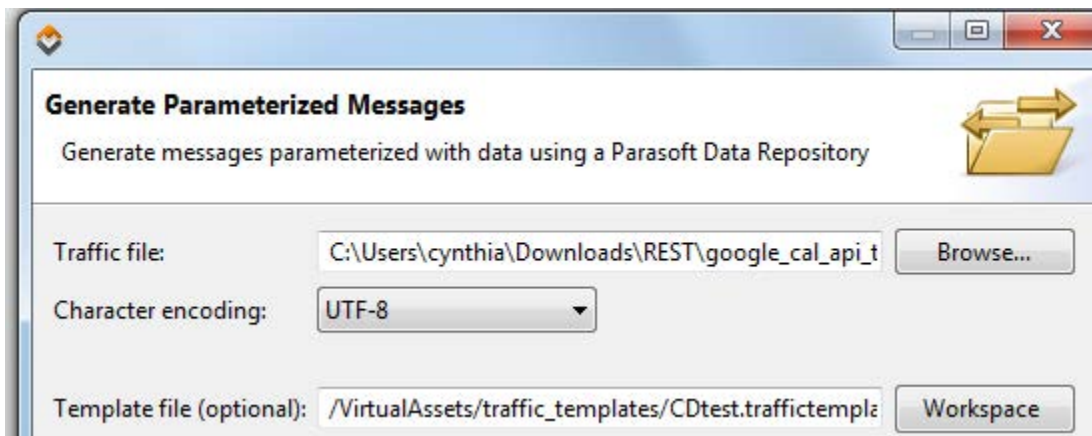 Generate Parameterized Messages
Generate messages parameterized with data using a Parasoft Data Repository
Traffic file: C:\Users\cynthia\Downloads\REST\google_cal_api_t Browse...
Character encoding: UTF-8
Template file (optional): /VirtualAssets/traffic_templates/CDtest.traffictempla Workspace